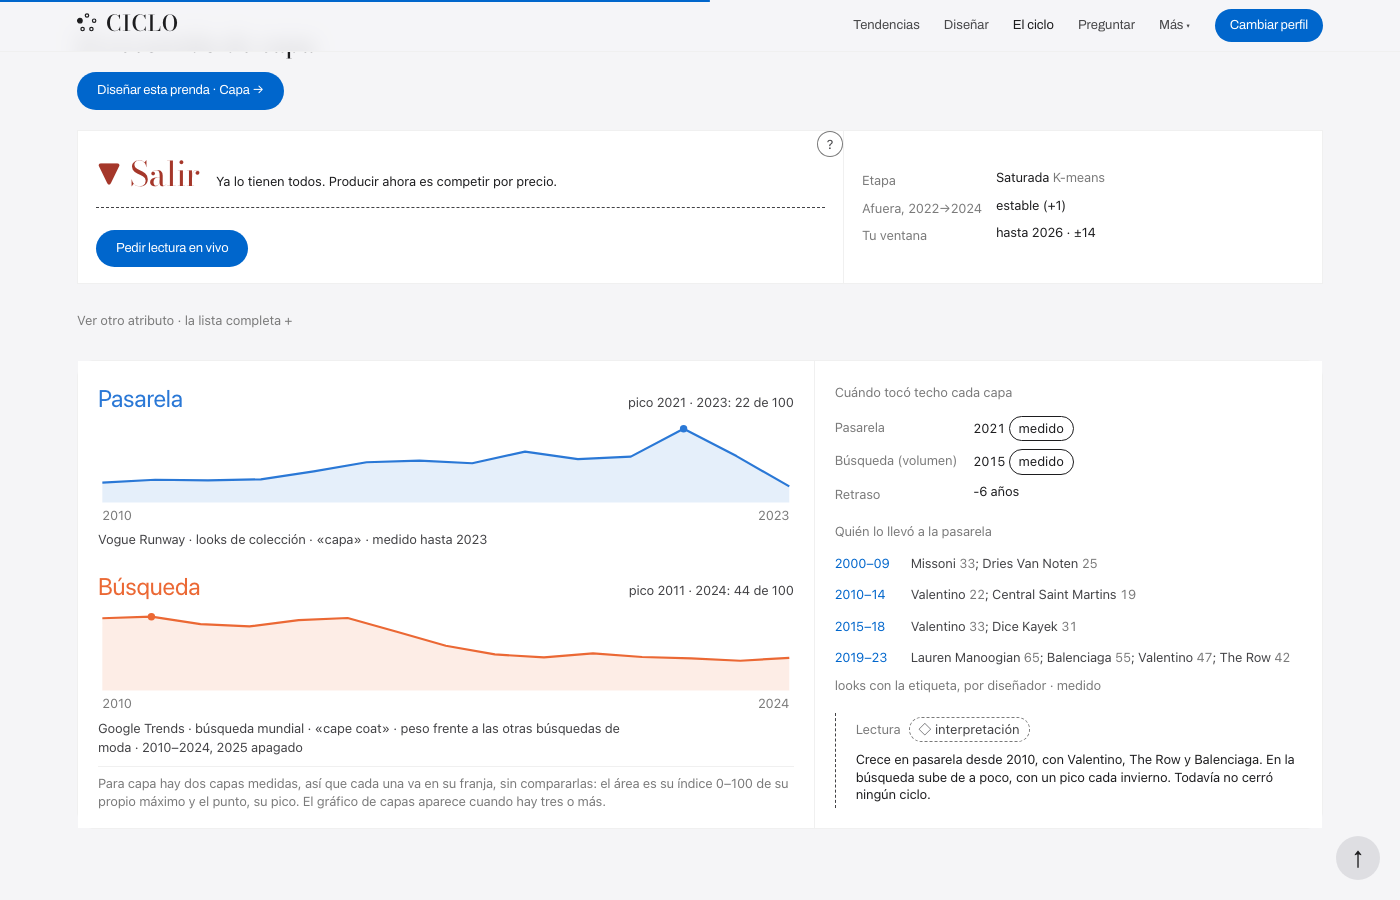 CICLO
Tendencias
Diseñar
El ciclo
Preguntar
Más
Cambiar perfil
Diseñar esta prenda · Capa →
?
▼ Salir Ya lo tienen todos. Producir ahora es competir por precio.
Pedir lectura en vivo
Etapa Saturada K-means
Afuera, 2022→2024 estable (+1)
Tu ventana hasta 2026 · ±14
Ver otro atributo · la lista completa +
Pasarela pico 2021 · 2023: 22 de 100
2010 2023
Vogue Runway · looks de colección · «capa» · medido hasta 2023
Búsqueda pico 2011 · 2024: 44 de 100
2010 2024
Google Trends · búsqueda mundial · «cape coat» · peso frente a las otras búsquedas de
moda · 2010–2024, 2025 apagado
Para capa hay dos capas medidas, así que cada una va en su franja, sin compararlas: el área es su índice 0–100 de su
propio máximo y el punto, su pico. El gráfico de capas aparece cuando hay tres o más.
Cuándo tocó techo cada capa
Pasarela 2021 medido
Búsqueda (volumen) 2015 medido
Retraso -6 años
Quién lo llevó a la pasarela
2000–09 Missoni 33; Dries Van Noten 25
2010–14 Valentino 22; Central Saint Martins 19
2015–18 Valentino 33; Dice Kayek 31
2019–23 Lauren Manoogian 65; Balenciaga 55; Valentino 47; The Row 42
looks con la etiqueta, por diseñador · medido
Lectura ◇ interpretación
Crece en pasarela desde 2010, con Valentino, The Row y Balenciaga. En la
búsqueda sube de a poco, con un pico cada invierno. Todavía no cerró
ningún ciclo.
↑